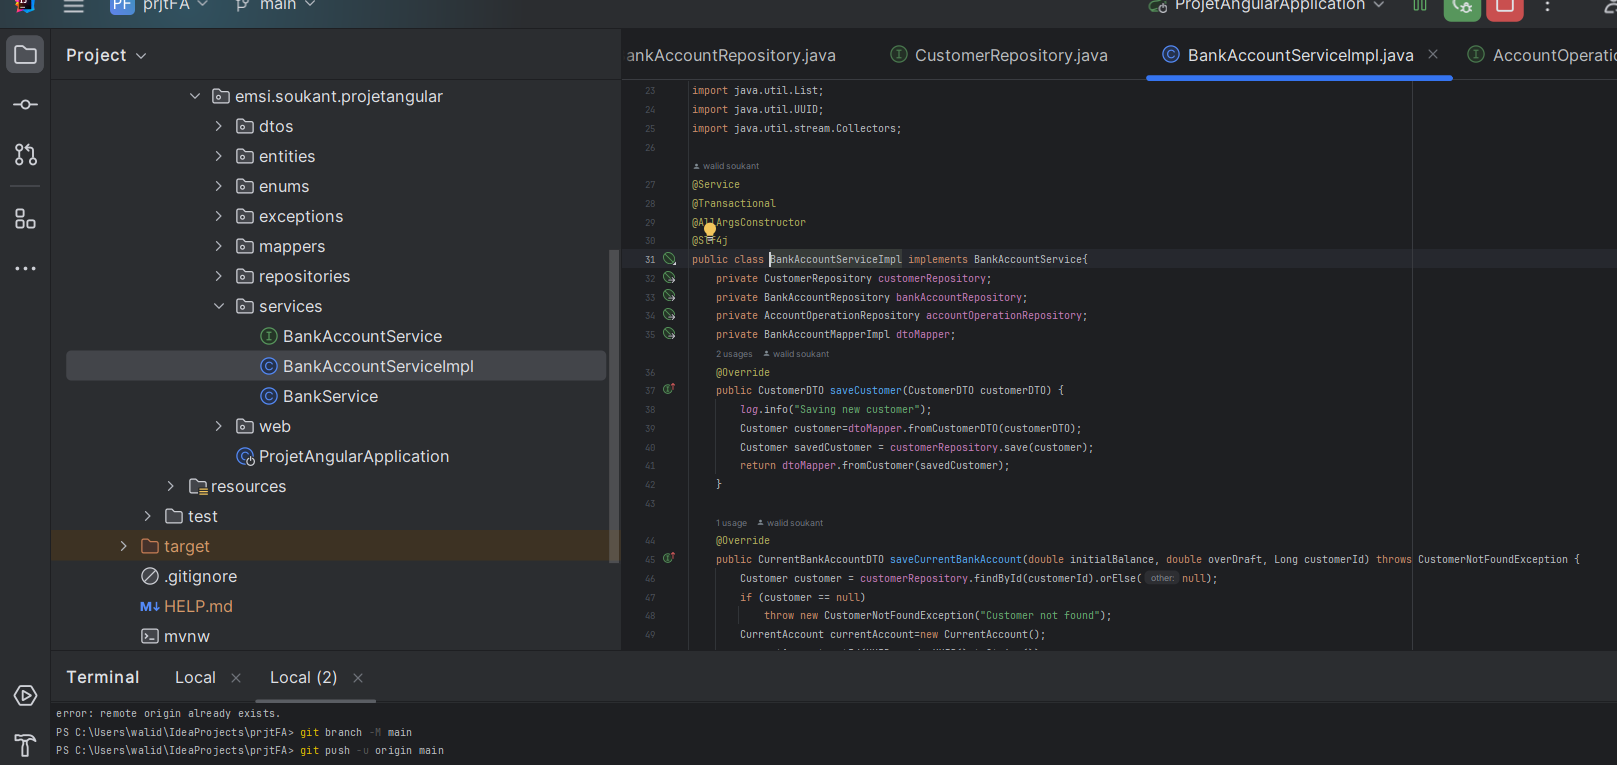 PF prjtFA main ProjetAngularApplication
Project
ankAccountRepository.java CustomerRepository.java BankAccountServiceImpl.java AccountOperatio
emsi.soukant.projetangular
dtos
entities
enums
exceptions
mappers
repositories
services
BankAccountService
BankAccountServiceImpl
BankService
web
ProjetAngularApplication
resources
test
target
.gitignore
HELP.md
mvnw
23 import java.util.List;
24 import java.util.UUID;
25 import java.util.stream.Collectors;
26
walid soukant
27 @Service
28 @Transactional
29 @AllArgsConstructor
30 @Slf4j
31 public class BankAccountServiceImpl implements BankAccountService{
32 private CustomerRepository customerRepository;
33 private BankAccountRepository bankAccountRepository;
34 private AccountOperationRepository accountOperationRepository;
35 private BankAccountMapperImpl dtoMapper;
2 usages walid soukant
36 @Override
37 public CustomerDTO saveCustomer(CustomerDTO customerDTO) {
38 log.info("Saving new customer");
39 Customer customer=dtoMapper.fromCustomerDTO(customerDTO);
40 Customer savedCustomer = customerRepository.save(customer);
41 return dtoMapper.fromCustomer(savedCustomer);
42 }
43
1 usage walid soukant
44 @Override
45 public CurrentBankAccountDTO saveCurrentBankAccount(double initialBalance, double overDraft, Long customerId) throws CustomerNotFoundException {
46 Customer customer = customerRepository.findById(customerId).orElse( other: null);
47 if (customer == null)
48 throw new CustomerNotFoundException("Customer not found");
49 CurrentAccount currentAccount=new CurrentAccount();
Terminal Local Local (2)
error: remote origin already exists.
PS C:\Users\walid\IdeaProjects\prjtFA> git branch -M main
PS C:\Users\walid\IdeaProjects\prjtFA> git push -u origin main